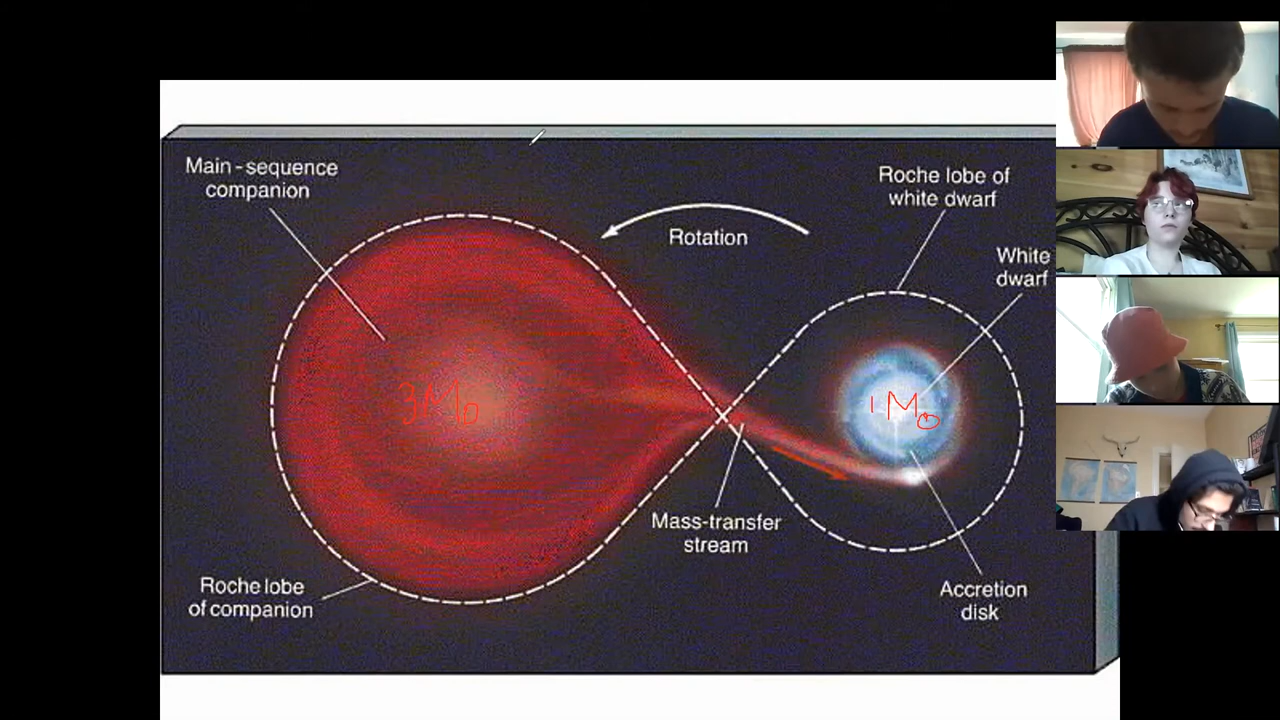 Main-sequence
companion
Roche lobe of
white dwarf
Rotation
White
dwarf
3M⊙
1M⊙
Mass-transfer
stream
Roche lobe
of companion
Accretion
disk